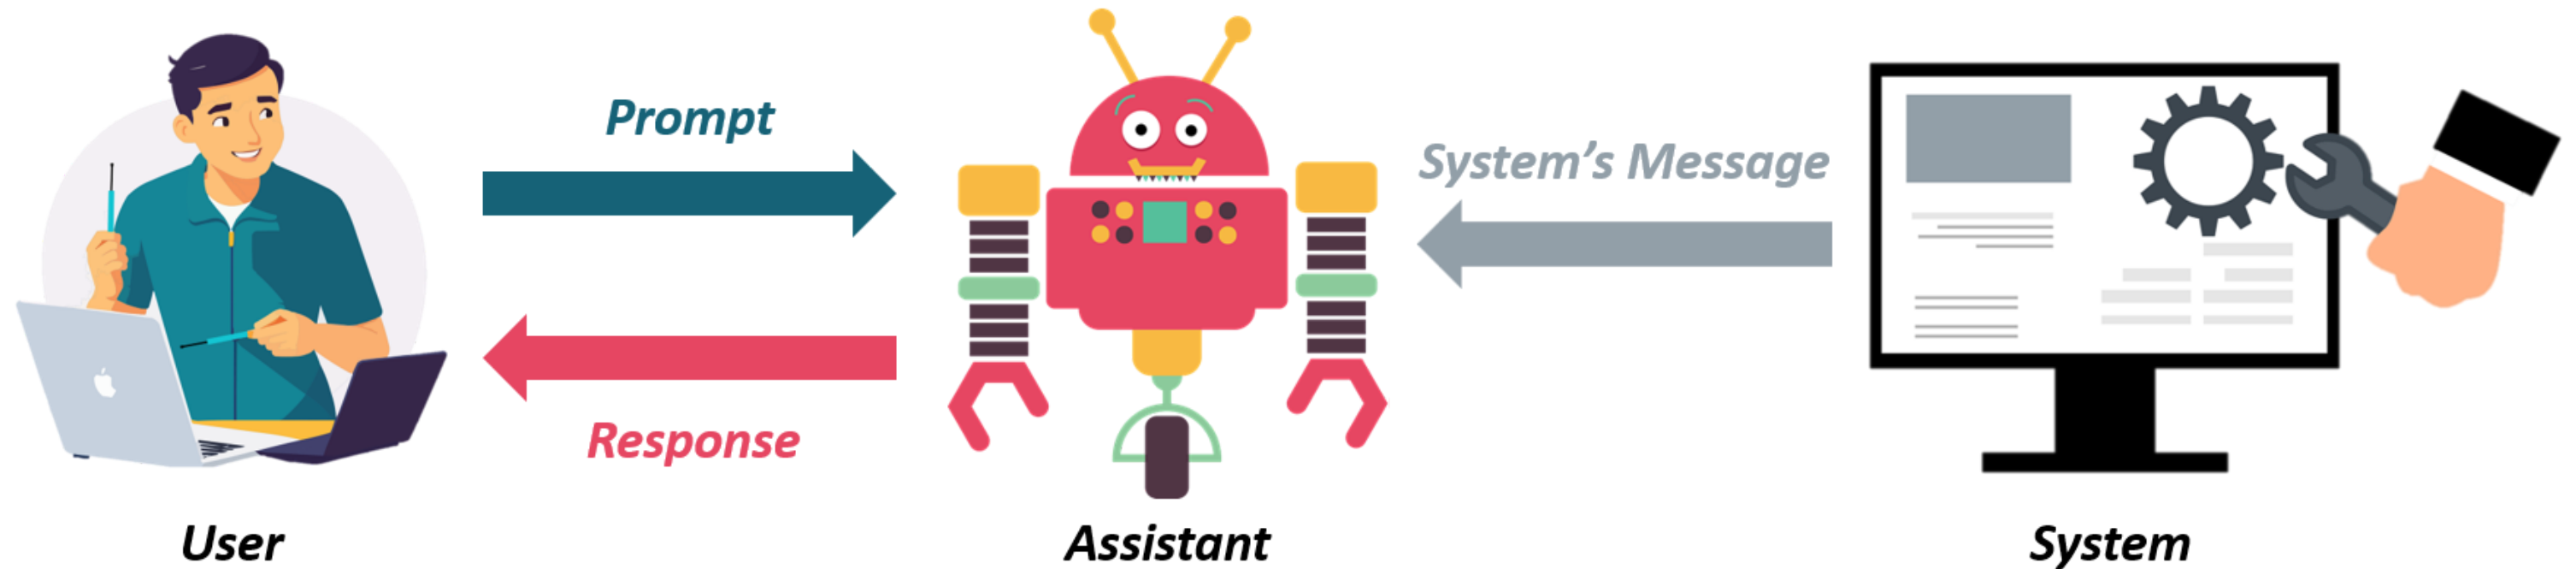 Prompt
System's Message
Response
User
Assistant
System